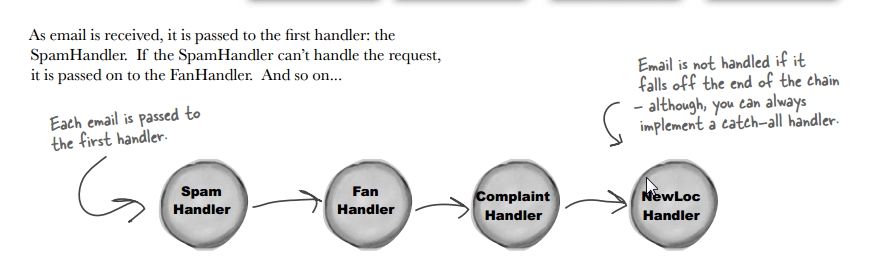 As email is received, it is passed to the first handler: the
SpamHandler. If the SpamHandler can't handle the request,
it is passed on to the FanHandler. And so on...
Email is not handled if it
falls off the end of the chain
– although, you can always
implement a catch-all handler.
Each email is passed to
the first handler.
Spam
Handler
Fan
Handler
Complaint
Handler
NewLoc
Handler